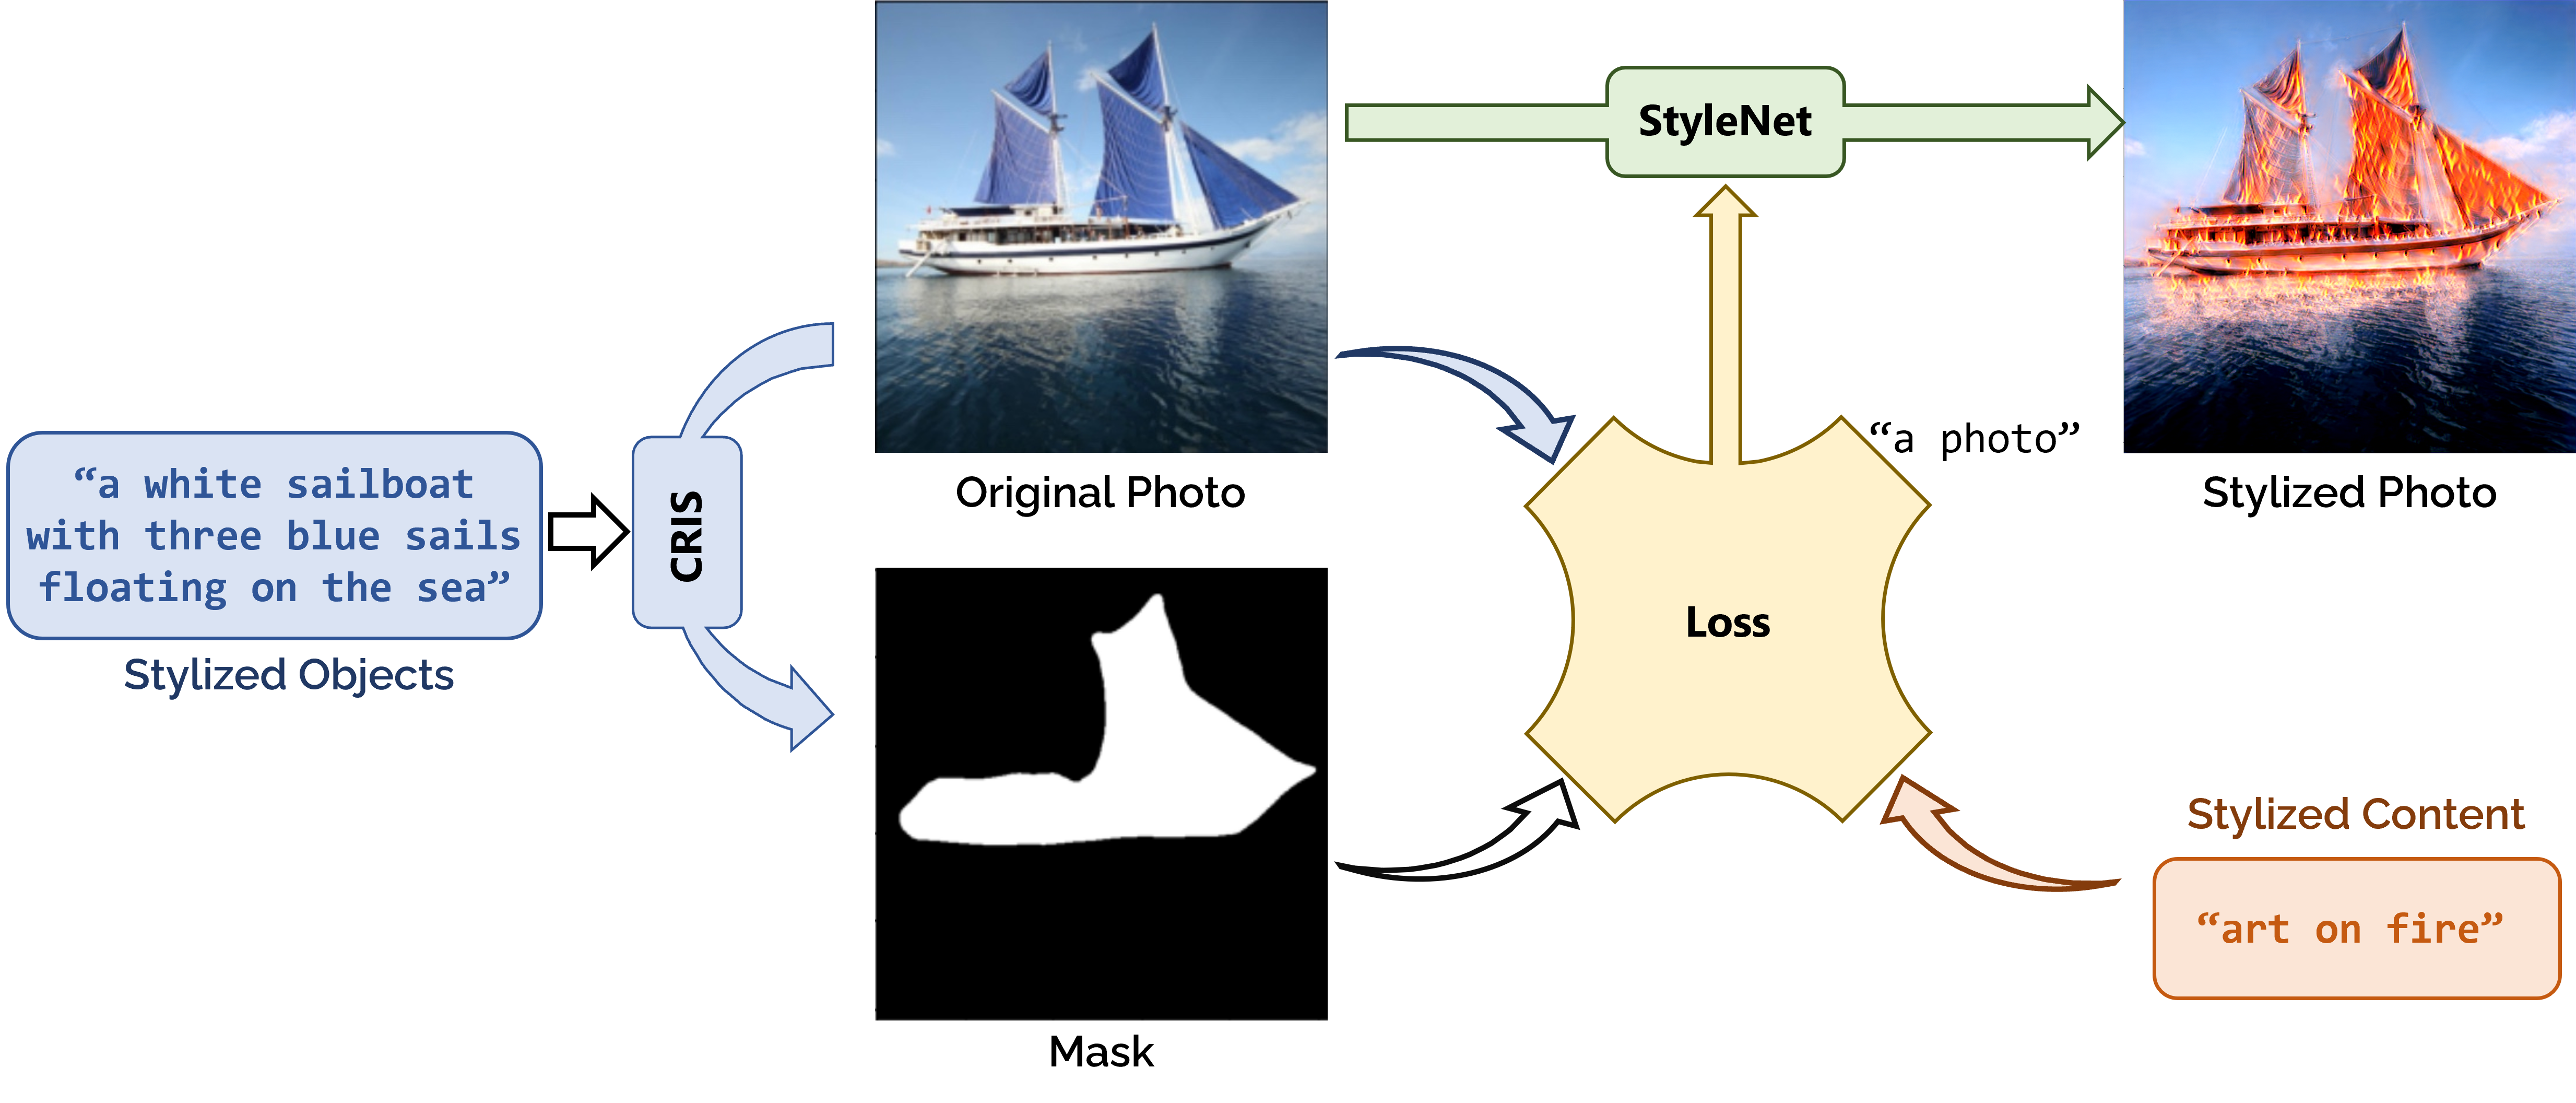 “a white sailboat
with three blue sails
floating on the sea”
Stylized Objects
CRIS
Original Photo
Mask
StyleNet
Loss
“a photo”
Stylized Photo
Stylized Content
“art on fire”